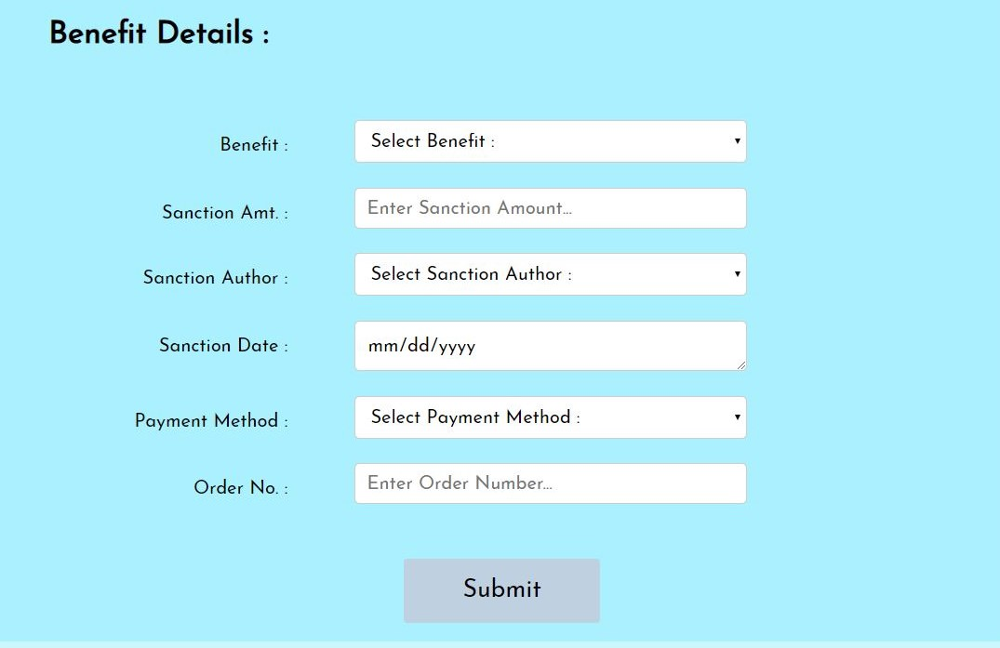 Benefit Details :
Benefit : Select Benefit :
Sanction Amt. : Enter Sanction Amount...
Sanction Author : Select Sanction Author :
Sanction Date : mm/dd/yyyy
Payment Method : Select Payment Method :
Order No. : Enter Order Number...
Submit